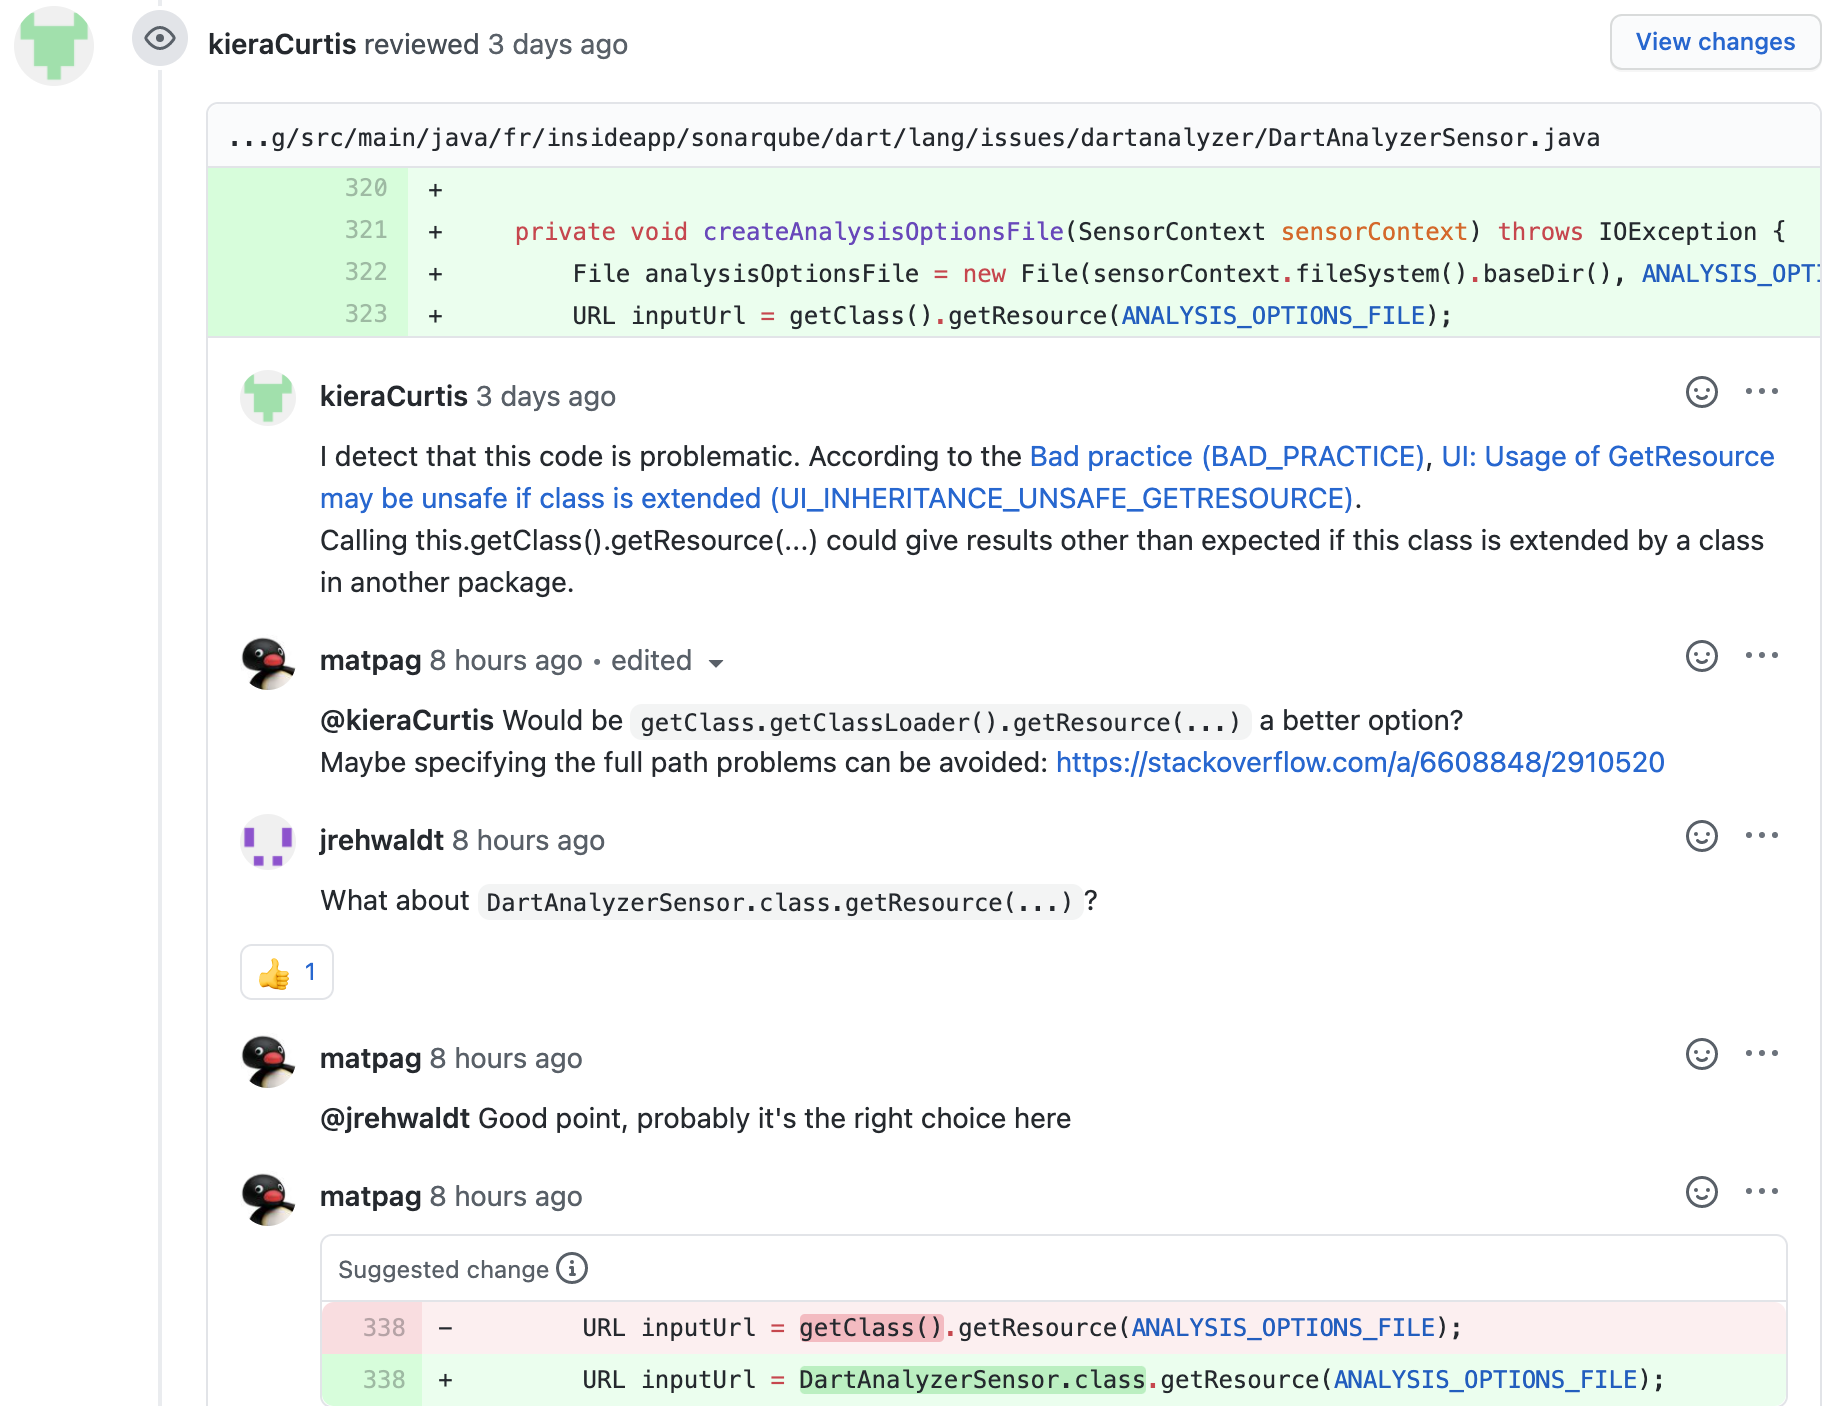 kieraCurtis reviewed 3 days ago
View changes
...g/src/main/java/fr/insideapp/sonarqube/dart/lang/issues/dartanalyzer/DartAnalyzerSensor.java
320 +
321 + private void createAnalysisOptionsFile(SensorContext sensorContext) throws IOException {
322 + File analysisOptionsFile = new File(sensorContext.fileSystem().baseDir(), ANALYSIS_OPTI
323 + URL inputUrl = getClass().getResource(ANALYSIS_OPTIONS_FILE);
kieraCurtis 3 days ago
I detect that this code is problematic. According to the Bad practice (BAD_PRACTICE), UI: Usage of GetResource
may be unsafe if class is extended (UI_INHERITANCE_UNSAFE_GETRESOURCE).
Calling this.getClass().getResource(...) could give results other than expected if this class is extended by a class
in another package.
matpag 8 hours ago • edited
@kieraCurtis Would be getClass.getClassLoader().getResource(...) a better option?
Maybe specifying the full path problems can be avoided: https://stackoverflow.com/a/6608848/2910520
jrehwaldt 8 hours ago
What about DartAnalyzerSensor.class.getResource(...)?
👍 1
matpag 8 hours ago
@jrehwaldt Good point, probably it's the right choice here
matpag 8 hours ago
Suggested change
338 - URL inputUrl = getClass().getResource(ANALYSIS_OPTIONS_FILE);
338 + URL inputUrl = DartAnalyzerSensor.class.getResource(ANALYSIS_OPTIONS_FILE);